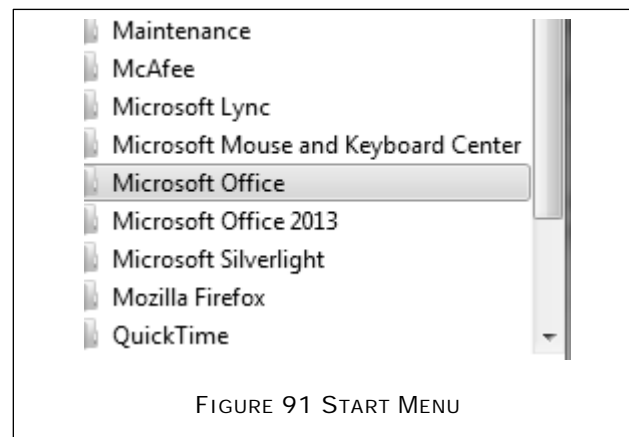 Maintenance
McAfee
Microsoft Lync
Microsoft Mouse and Keyboard Center
Microsoft Office
Microsoft Office 2013
Microsoft Silverlight
Mozilla Firefox
QuickTime
FIGURE 91 START MENU